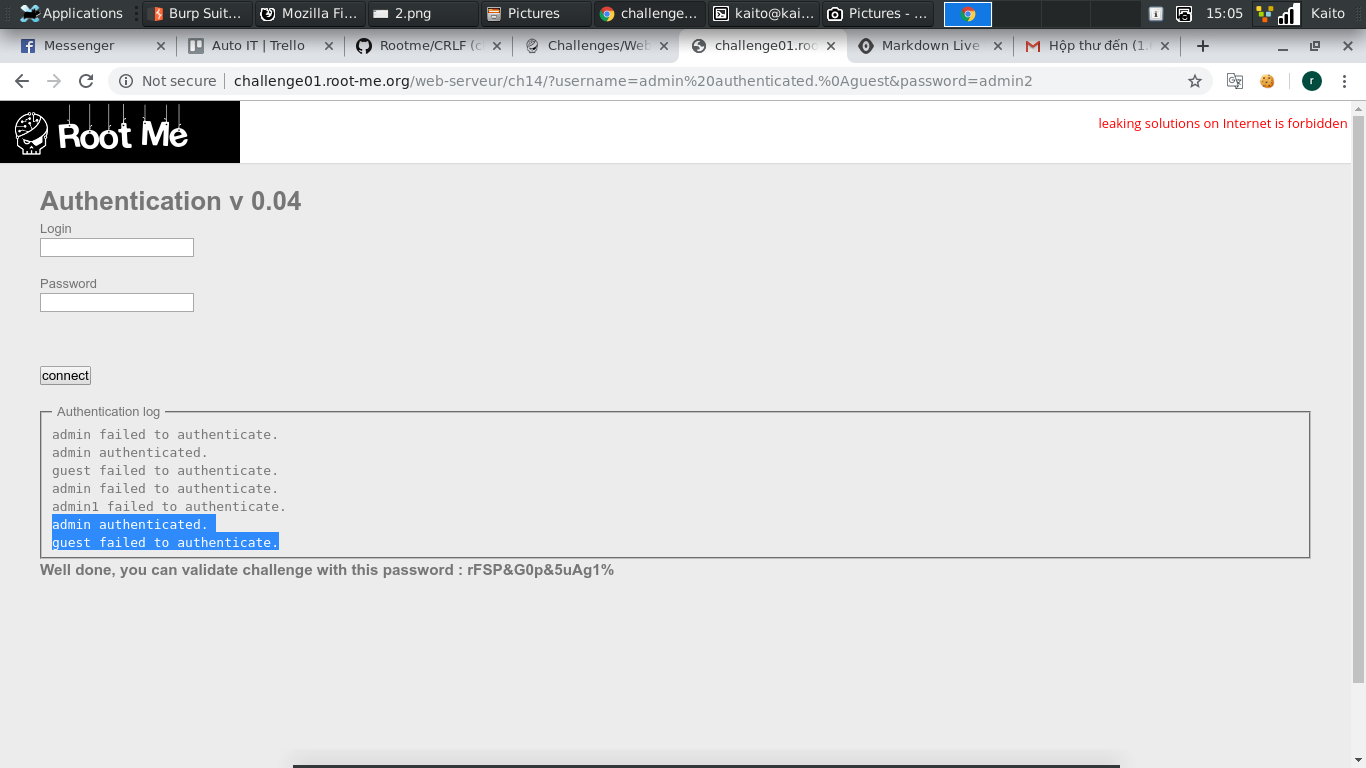 Applications
Burp Suit...
Mozilla Fi...
2.png
Pictures
challenge...
kaito@kai...
Pictures - ...
15:05
Kaito
Messenger
Auto IT | Trello
Rootme/CRLF (
Challenges/Web
challenge01.roo
Markdown Live
Hộp thư đến (1.
Not secure
challenge01.root-me.org/web-serveur/ch14/?username=admin%20authenticated.%0Aguest&password=admin2
r
Root Me
leaking solutions on Internet is forbidden
Authentication v 0.04
Login
Password
connect
Authentication log
admin failed to authenticate.
admin authenticated.
guest failed to authenticate.
admin failed to authenticate.
admin1 failed to authenticate.
admin authenticated.
guest failed to authenticate.
Well done, you can validate challenge with this password : rFSP&G0p&5uAg1%